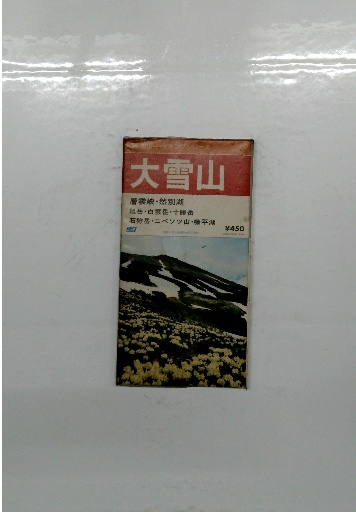 大雪山
層雲峡・然別湖
旭岳・白雲岳・十勝岳
石狩岳・ニペソツ山・糠平湖
¥450